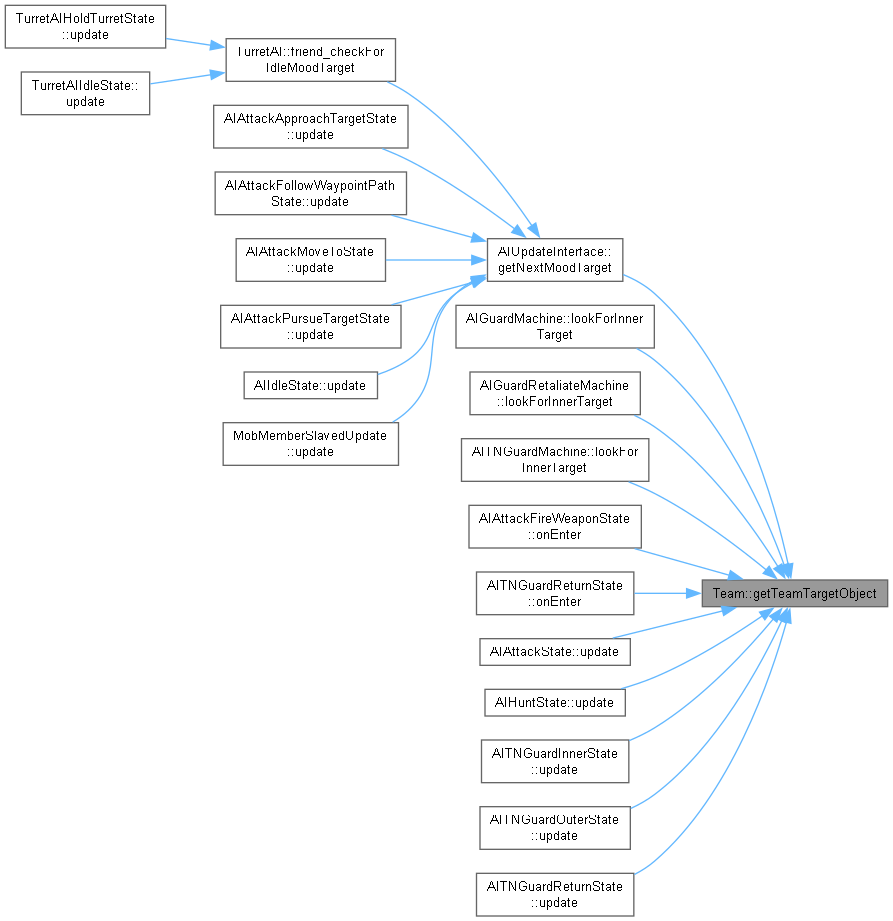 TurretAIHoldTurretState
::update
TurretAIIdleState::
update
TurretAI::friend_checkFor
IdleMoodTarget
AIAttackApproachTargetState
::update
AIAttackFollowWaypointPath
State::update
AIAttackMoveToState
::update
AIAttackPursueTargetState
::update
AIIdleState::update
MobMemberSlavedUpdate
::update
AIUpdateInterface::
getNextMoodTarget
AIGuardMachine::lookForInner
Target
AIGuardRetaliateMachine
::lookForInnerTarget
AITNGuardMachine::lookFor
InnerTarget
AIAttackFireWeaponState
::onEnter
AITNGuardReturnState
::onEnter
AIAttackState::update
AIHuntState::update
AITNGuardInnerState
::update
AITNGuardOuterState
::update
AITNGuardReturnState
::update
Team::getTeamTargetObject